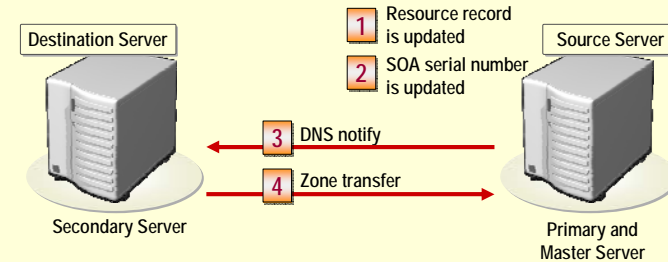 Destination Server
1 Resource record
is updated
2 SOA serial number
is updated
Source Server
3 DNS notify
4 Zone transfer
Secondary Server
Primary and
Master Server